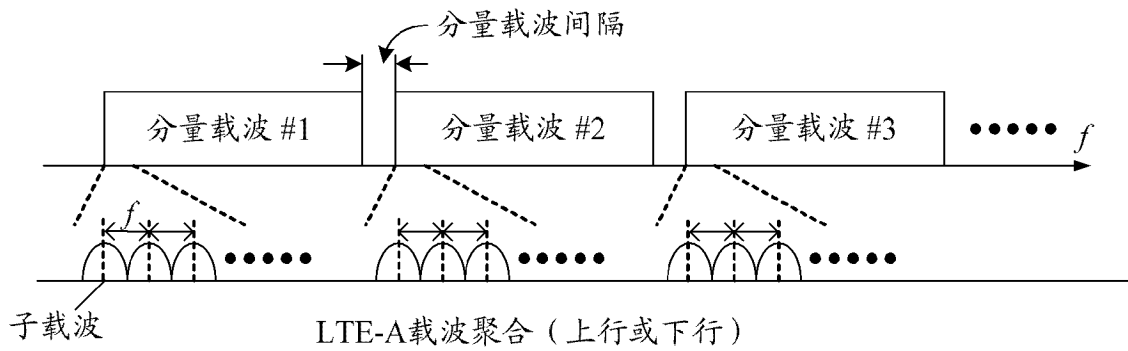 分量载波间隔
分量载波 #1
分量载波 #2
分量载波 #3
f
f
子载波
LTE-A载波聚合（上行或下行）